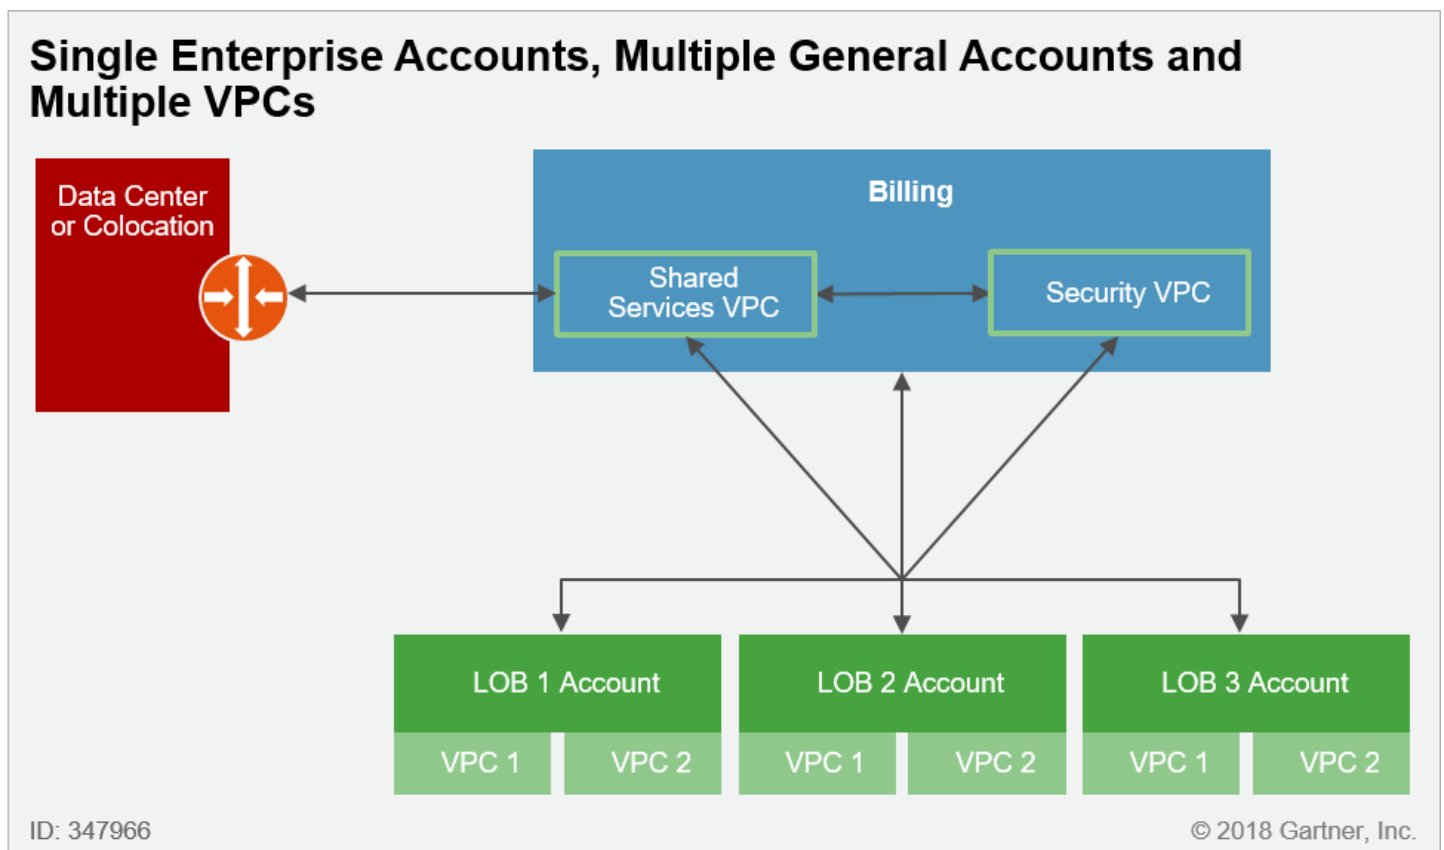 Single Enterprise Accounts, Multiple General Accounts and
Multiple VPCs
Data Center
or Colocation
Billing
Shared
Services VPC
Security VPC
LOB 1 Account
LOB 2 Account
LOB 3 Account
VPC 1
VPC 2
VPC 1
VPC 2
VPC 1
VPC 2
ID: 347966
© 2018 Gartner, Inc.